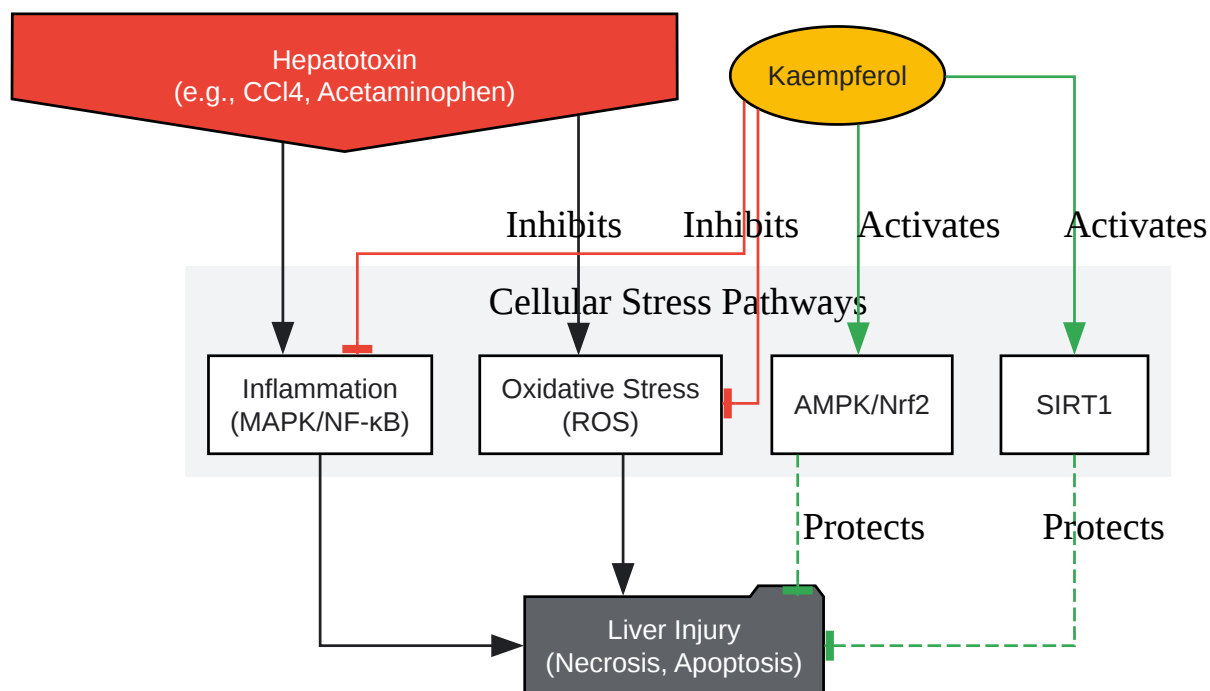 Hepatotoxin
(e.g., CCl4, Acetaminophen)
Kaempferol
Inhibits
Inhibits
Activates
Activates
Cellular Stress Pathways
Inflammation
(MAPK/NF-κB)
Oxidative Stress
(ROS)
AMPK/Nrf2
SIRT1
Protects
Protects
Liver Injury
(Necrosis, Apoptosis)